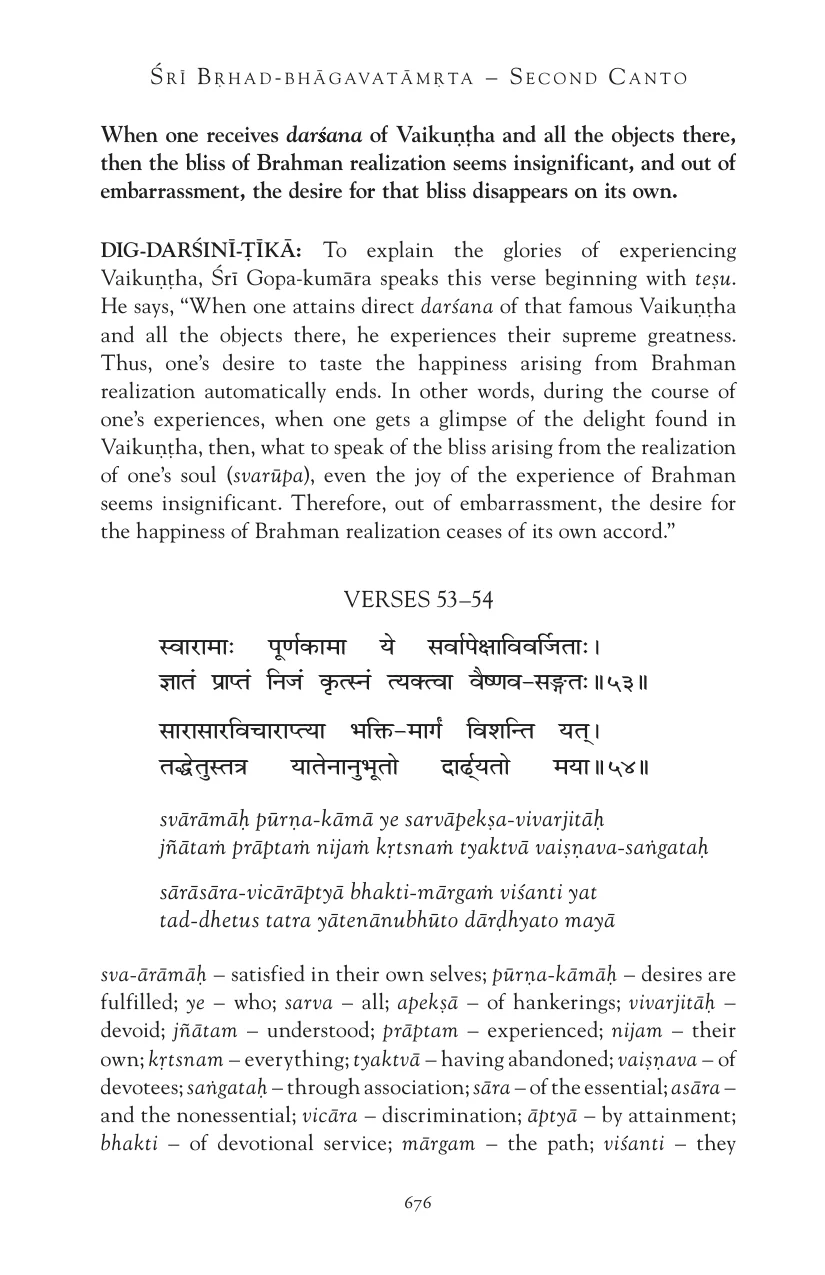 Śrī Bṛhad-bhāgavatāmṛta – Second Canto
When one receives darśana of Vaikuṇṭha and all the objects there,
then the bliss of Brahman realization seems insignificant, and out of
embarrassment, the desire for that bliss disappears on its own.
DIG-DARŚINĪ-ṬĪKĀ: To explain the glories of experiencing
Vaikuṇṭha, Śrī Gopa-kumāra speaks this verse beginning with teṣu.
He says, “When one attains direct darśana of that famous Vaikuṇṭha
and all the objects there, he experiences their supreme greatness.
Thus, one’s desire to taste the happiness arising from Brahman
realization automatically ends. In other words, during the course of
one’s experiences, when one gets a glimpse of the delight found in
Vaikuṇṭha, then, what to speak of the bliss arising from the realization
of one’s soul (svarūpa), even the joy of the experience of Brahman
seems insignificant. Therefore, out of embarrassment, the desire for
the happiness of Brahman realization ceases of its own accord.”
VERSES 53–54
स्वारामाः पूर्णकामा ये सर्वापेक्षाविवर्जिताः।
ज्ञातं प्राप्तं निजं कृत्स्नं त्यक्त्वा वैष्णव-सङ्गतः॥५३॥
सारासारविचाराप्त्या भक्ति-मार्गं विशन्ति यत्।
तद्धेतुस्तत्र यातेनानुभूतो दार्ढ्यतो मया॥५४॥
svārāmāḥ pūrṇa-kāmā ye sarvāpekṣa-vivarjitāḥ
jñātaṁ prāptaṁ nijaṁ kṛtsnaṁ tyaktvā vaiṣṇava-saṅgataḥ
sārāsāra-vicārāptyā bhakti-mārgaṁ viśanti yat
tad-dhetus tatra yātenānubhūto dārḍhyato mayā
sva-ārāmāḥ – satisfied in their own selves; pūrṇa-kāmāḥ – desires are
fulfilled; ye – who; sarva – all; apekṣā – of hankerings; vivarjitāḥ –
devoid; jñātam – understood; prāptam – experienced; nijam – their
own; kṛtsnam – everything; tyaktvā – having abandoned; vaiṣṇava – of
devotees; saṅgataḥ – through association; sāra – of the essential; asāra –
and the nonessential; vicāra – discrimination; āptyā – by attainment;
bhakti – of devotional service; mārgam – the path; viśanti – they
676